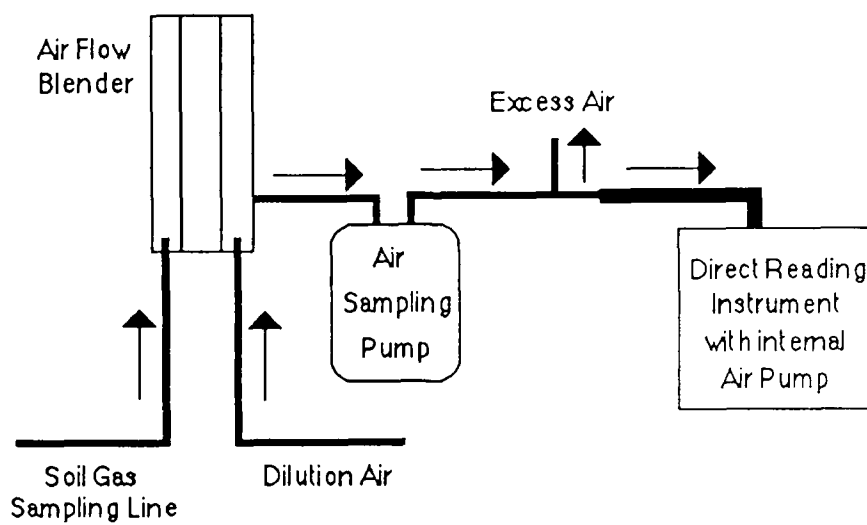 Air Flow
Blender
Excess Air
Air
Sampling
Pump
Direct Reading
Instrument
with internal
Air Pump
Soil Gas
Sampling Line
Dilution Air